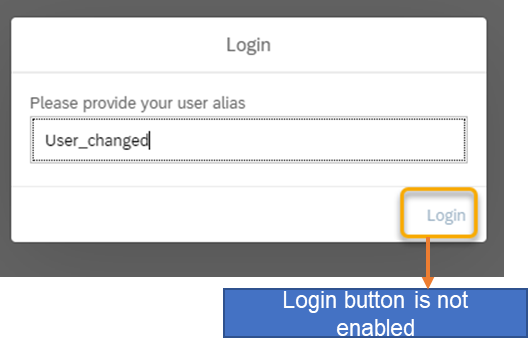 Login
Please provide your user alias
User_changed
Login
Login button is not
enabled